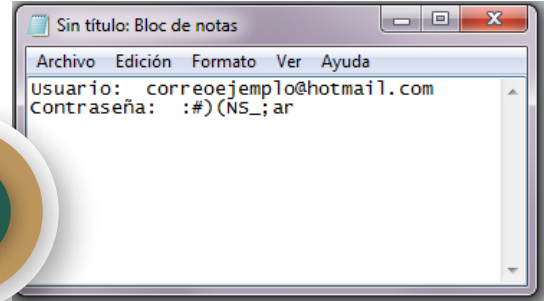 Sin título: Bloc de notas
Archivo Edición Formato Ver Ayuda
Usuario: correoejemplo@hotmail.com
Contraseña: :#)(NS_;ar